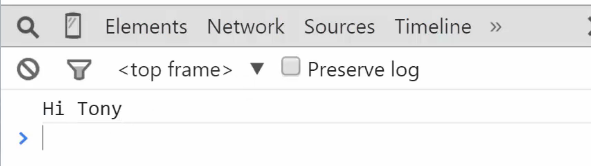 Elements Network Sources Timeline »
<top frame> ▼ Preserve log
Hi Tony
>